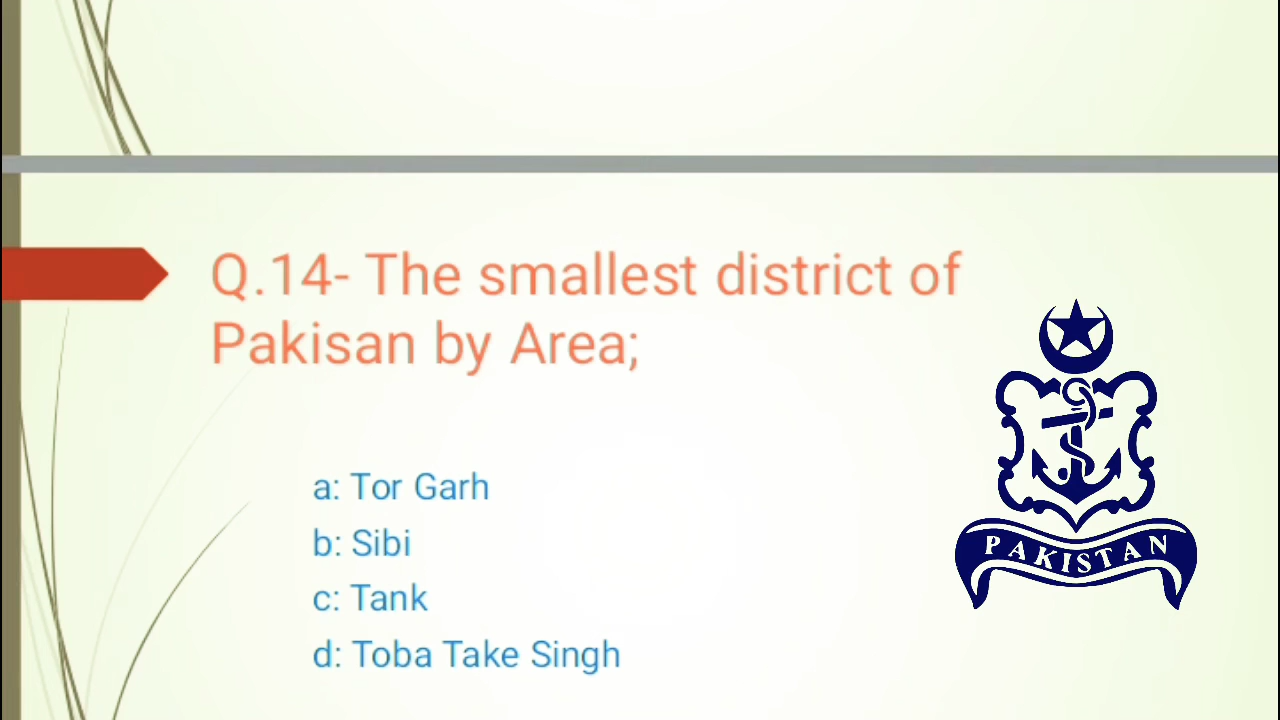 Q.14- The smallest district of
Pakisan by Area;
a: Tor Garh
b: Sibi
c: Tank
d: Toba Take Singh
PAKISTAN